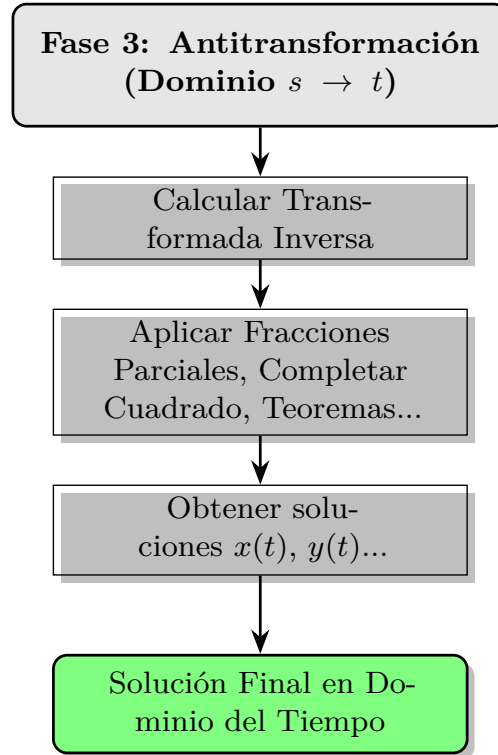 Fase 3: Antitransformación
(Dominio s → t)
Calcular Trans-
formada Inversa
Aplicar Fracciones
Parciales, Completar
Cuadrado, Teoremas...
Obtener solu-
ciones x(t), y(t)...
Solución Final en Do-
minio del Tiempo